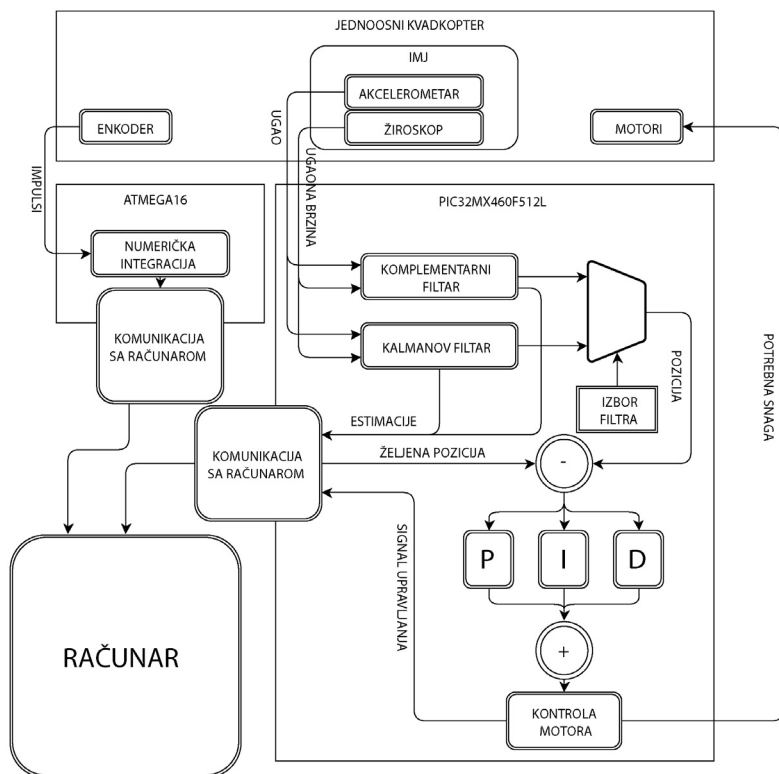 JEDNOOSNI KVADKOPTER
IMJ
AKCELEROMETAR
ŽIROSKOP
ENKODER
MOTORI
UGAO
UGAONA BRZINA
IMPULSI
ATMEGA16
NUMERIČKA
INTEGRACIJA
KOMUNIKACIJA
SA RAČUNAROM
PIC32MX460F512L
KOMPLEMENTARNI
FILTAR
KALMANOV FILTAR
IZBOR
FILTRA
POZICIJA
POTREBNA SNAGA
ESTIMACIJE
KOMUNIKACIJA
SA RAČUNAROM
ŽELJENA POZICIJA
-
P
I
D
+
SIGNAL UPRAVLJANJA
KONTROLA
MOTORA
RAČUNAR